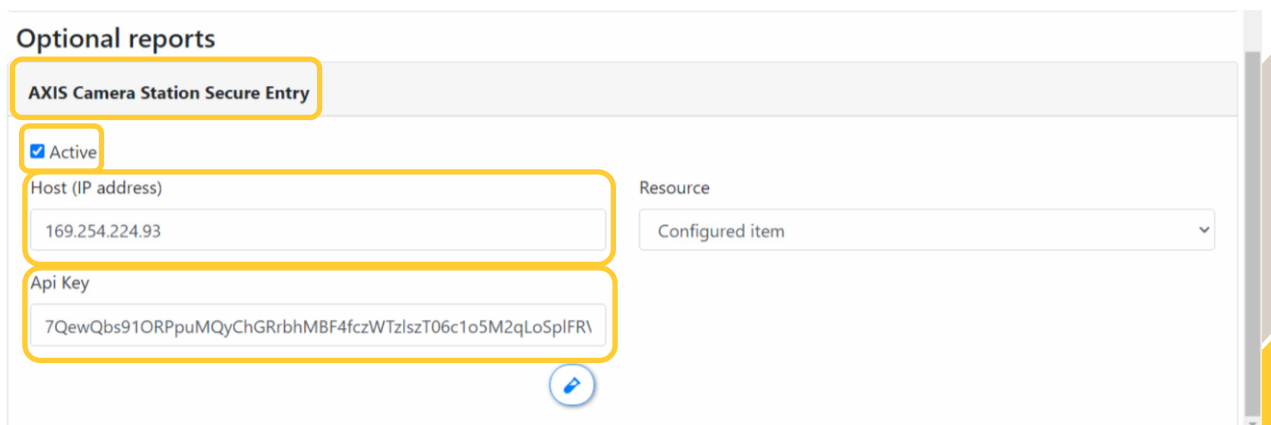 Optional reports
AXIS Camera Station Secure Entry
Active
Host (IP address)
Resource
169.254.224.93
Configured item
Api Key
7QewQbs91ORPpuMQyChGRrbhMBF4fczWTzlszT06c1o5M2qLoSplFRV